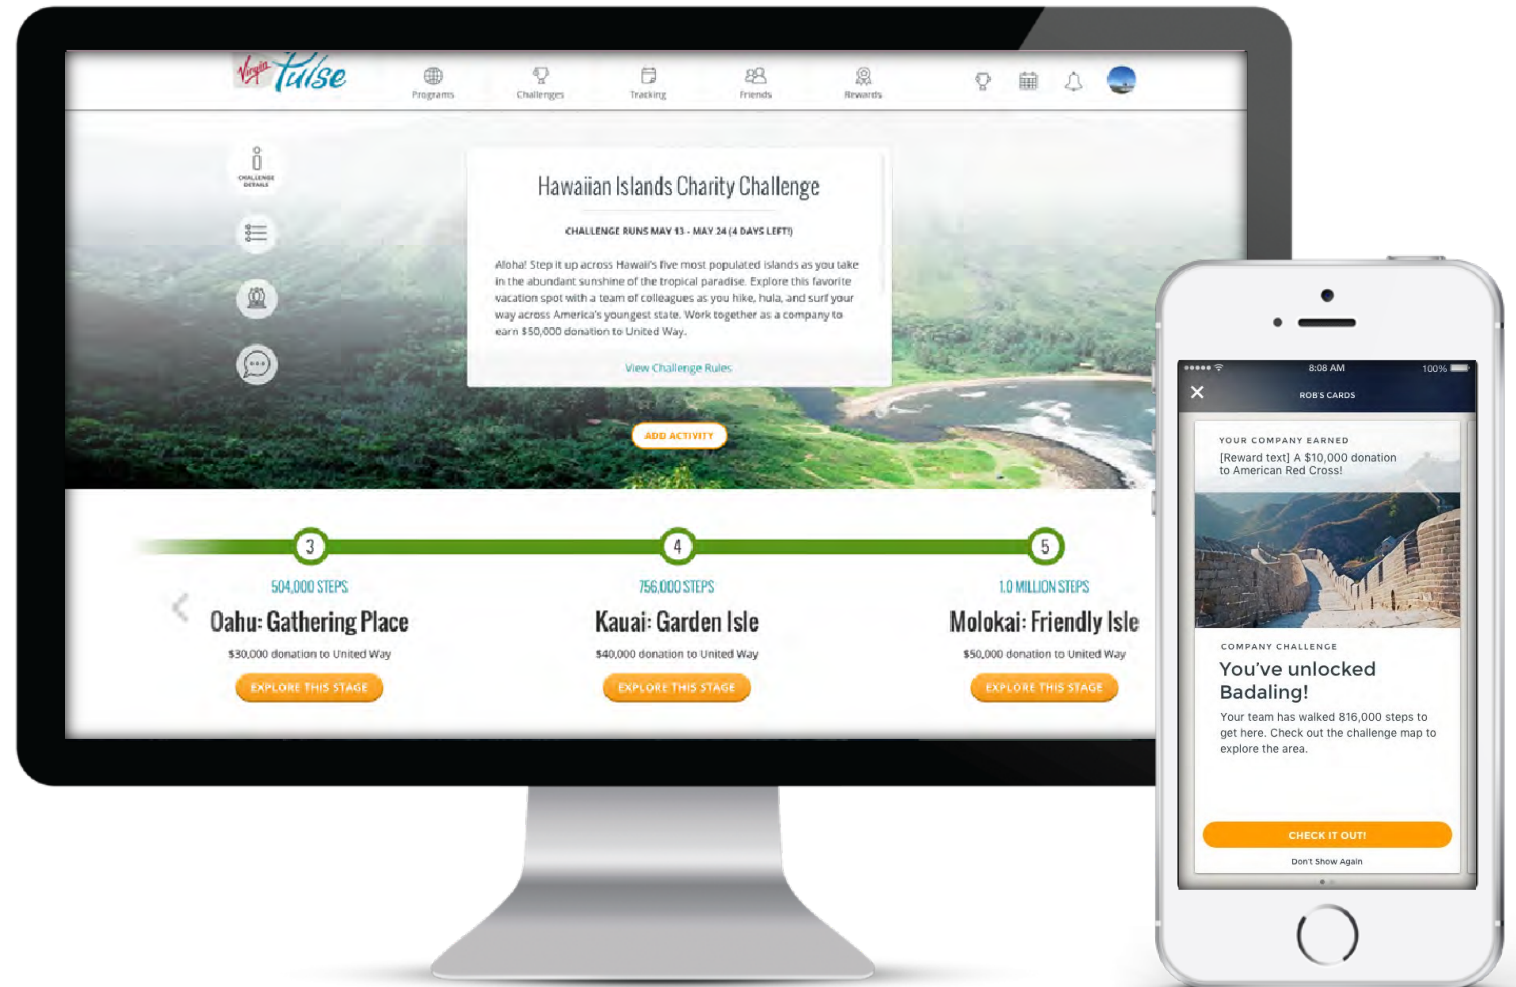 Virgin Pulse
Programs
Challenges
Tracking
Friends
Rewards
CHALLENGE
DETAILS
Hawaiian Islands Charity Challenge
CHALLENGE RUNS MAY 13 - MAY 24 (4 DAYS LEFT!)
Aloha! Step it up across Hawaii's five most populated islands as you take
in the abundant sunshine of the tropical paradise. Explore this favorite
vacation spot with a team of colleagues as you hike, hula, and surf your
way across America's youngest state. Work together as a company to
earn $50,000 donation to United Way.
View Challenge Rules
ADD ACTIVITY
3
504,000 STEPS
Oahu: Gathering Place
$30,000 donation to United Way
EXPLORE THIS STAGE
4
756,000 STEPS
Kauai: Garden Isle
$40,000 donation to United Way
EXPLORE THIS STAGE
5
1.0 MILLION STEPS
Molokai: Friendly Isle
$50,000 donation to United Way
EXPLORE THIS STAGE
8:08 AM
100%
ROB'S CARDS
YOUR COMPANY EARNED
[Reward text] A $10,000 donation
to American Red Cross!
COMPANY CHALLENGE
You've unlocked
Badaling!
Your team has walked 816,000 steps to
get here. Check out the challenge map to
explore the area.
CHECK IT OUT!
Don't Show Again